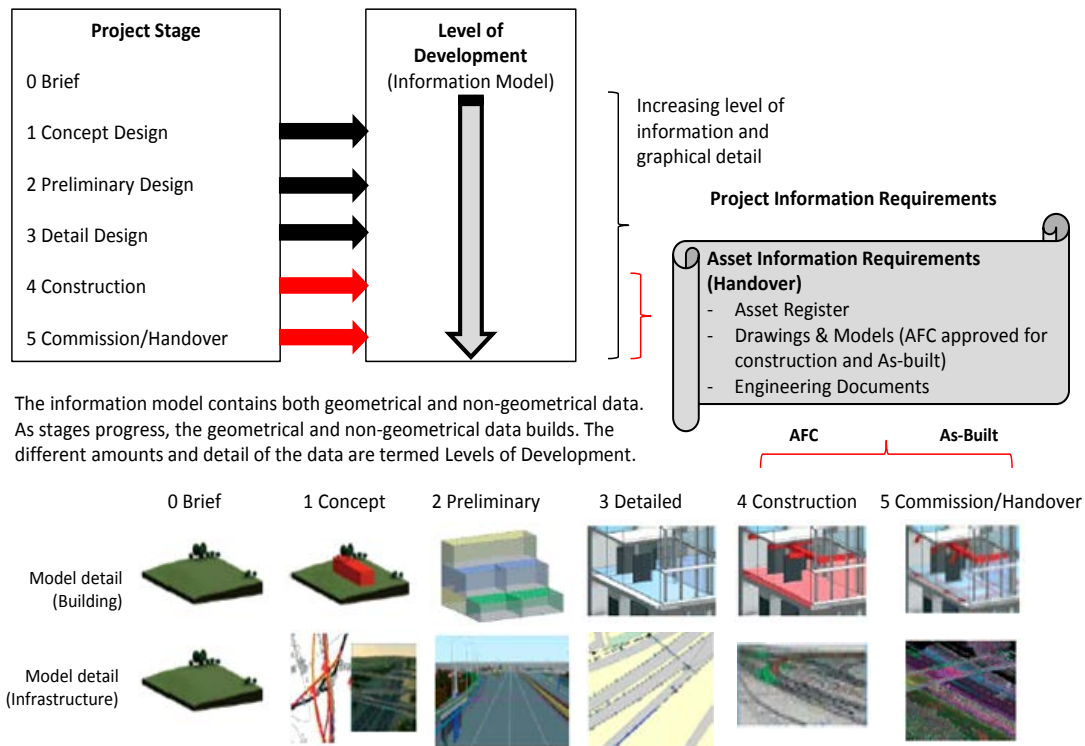 Project Stage
0 Brief
1 Concept Design
2 Preliminary Design
3 Detail Design
4 Construction
5 Commission/Handover
Level of
Development
(Information Model)
Increasing level of
information and
graphical detail
Project Information Requirements
Asset Information Requirements
(Handover)
- Asset Register
- Drawings & Models (AFC approved for
construction and As-built)
- Engineering Documents
The information model contains both geometrical and non-geometrical data.
As stages progress, the geometrical and non-geometrical data builds. The
different amounts and detail of the data are termed Levels of Development.
AFC As-Built
0 Brief 1 Concept 2 Preliminary 3 Detailed 4 Construction 5 Commission/Handover
Model detail
(Building)
Model detail
(Infrastructure)